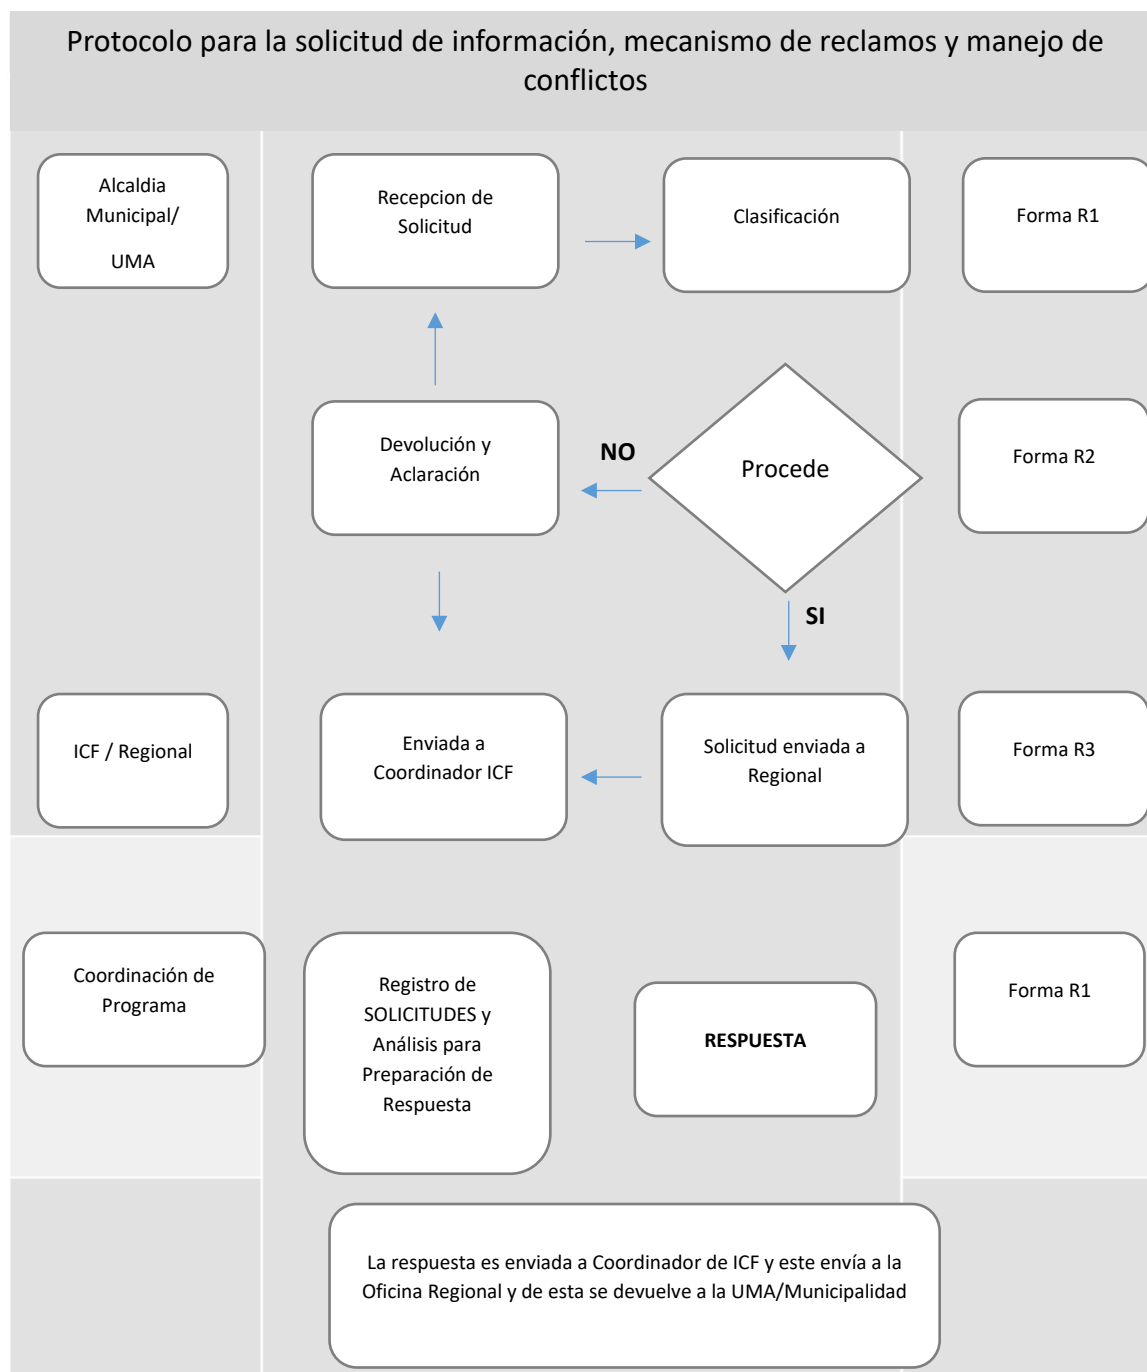 Protocolo para la solicitud de información, mecanismo de reclamos y manejo de
conflictos
Alcaldia
Municipal/
UMA
Recepcion de
Solicitud
Clasificación
Forma R1
Devolución y
Aclaración
NO
Procede
Forma R2
SI
ICF / Regional
Enviada a
Coordinador ICF
Solicitud enviada a
Regional
Forma R3
Coordinación de
Programa
Registro de
SOLICITUDES y
Análisis para
Preparación de
Respuesta
RESPUESTA
Forma R1
La respuesta es enviada a Coordinador de ICF y este envía a la
Oficina Regional y de esta se devuelve a la UMA/Municipalidad